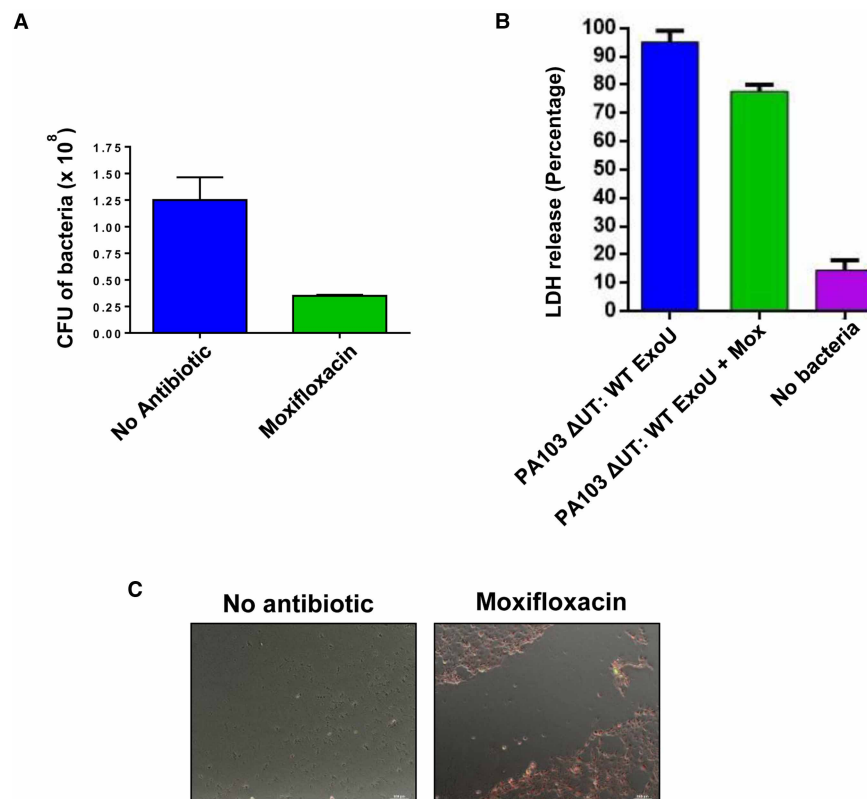 A
CFU of bacteria (x 10⁸)
1.75
1.50
1.25
1.00
0.75
0.50
0.25
0.00
No Antibiotic
Moxifloxacin
B
LDH release (Percentage)
100
90
80
70
60
50
40
30
20
10
0
PA103 ΔUT: WT ExoU
PA103 ΔUT: WT ExoU + Mox
No bacteria
C
No antibiotic
Moxifloxacin